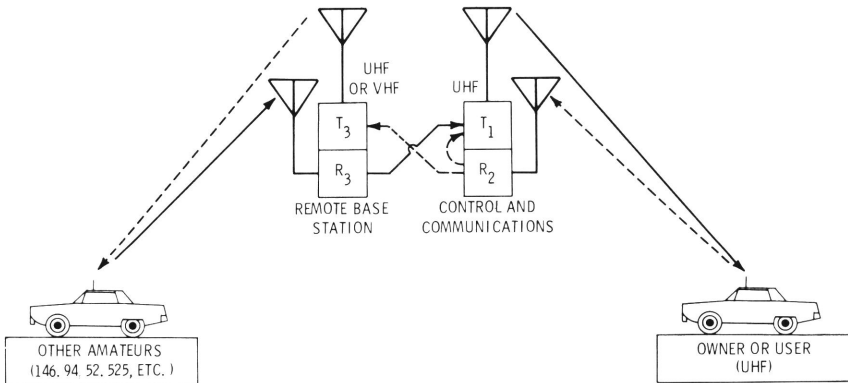 UHF
OR VHF
UHF
T3
T1
R3
R2
REMOTE BASE
STATION
CONTROL AND
COMMUNICATIONS
OTHER AMATEURS
(146. 94, 52. 525, ETC. )
OWNER OR USER
(UHF)